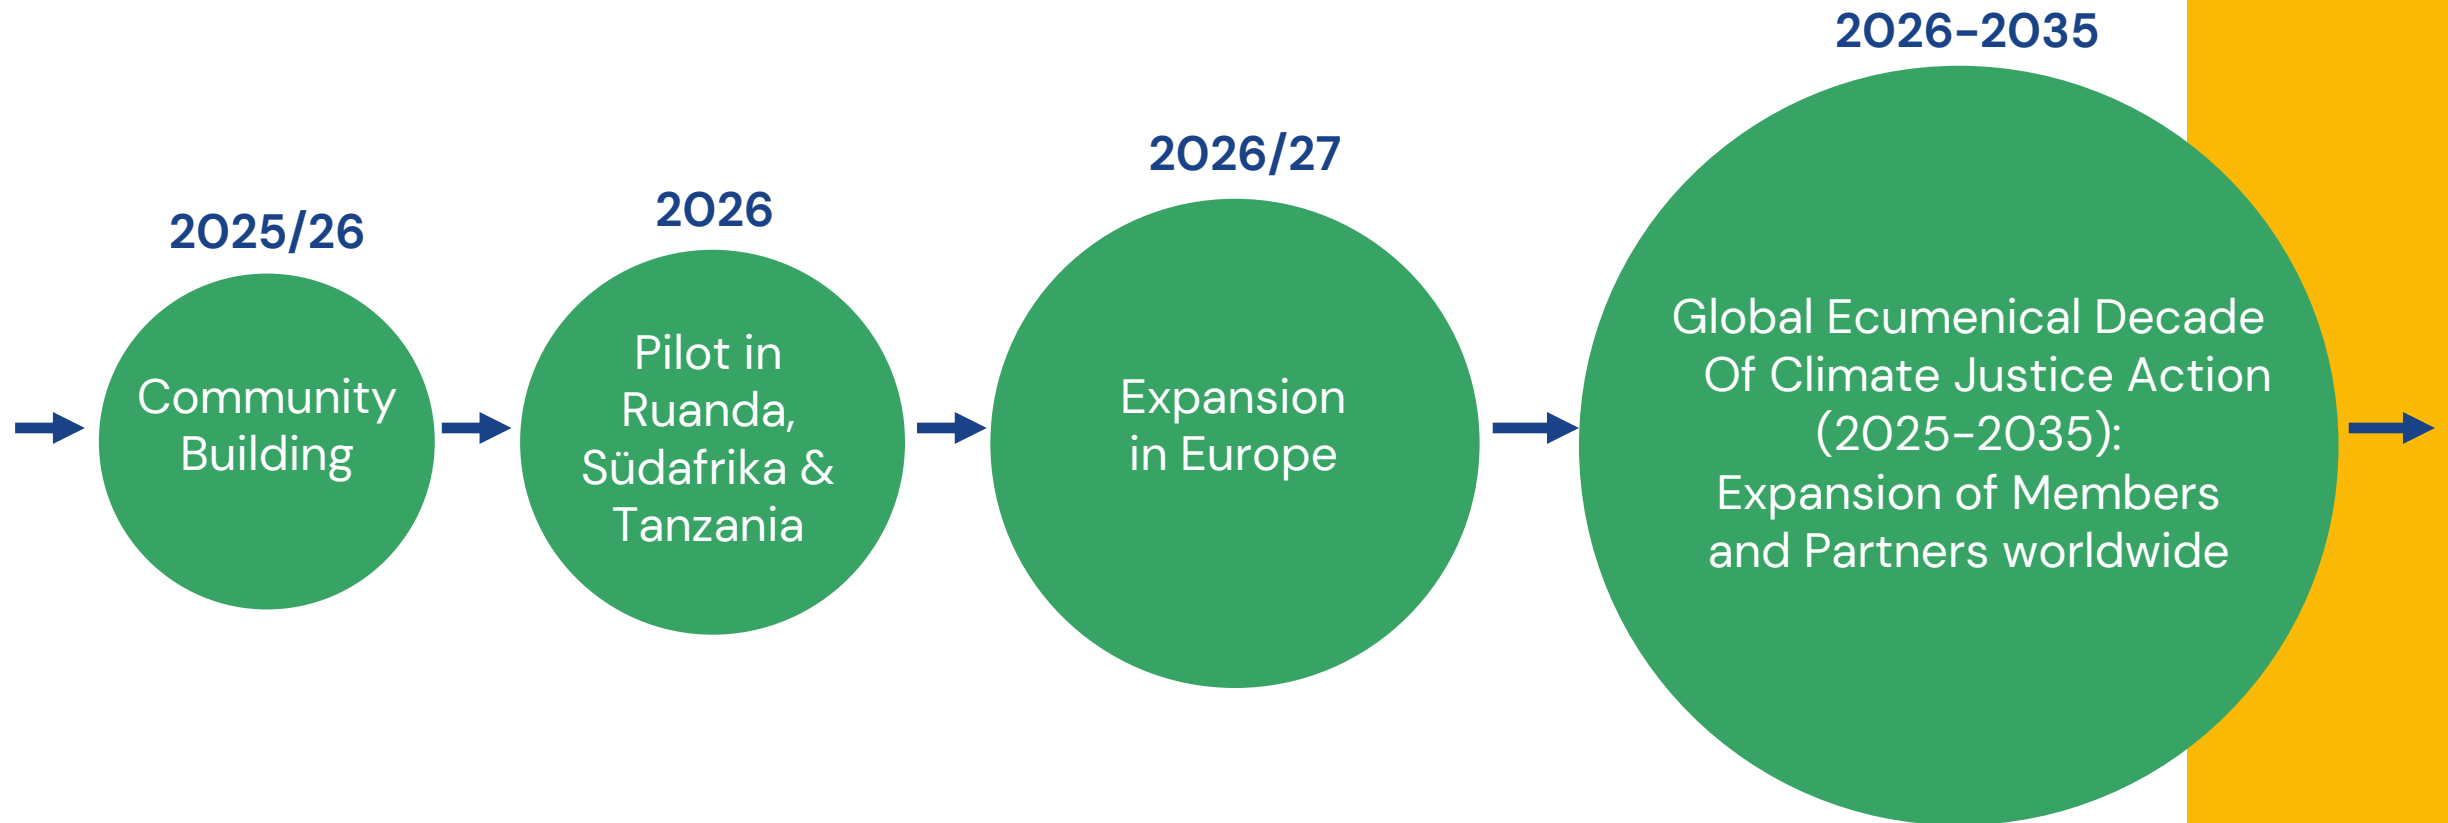 2025/26
Community
Building
2026
Pilot in
Ruanda,
Südafrika &
Tanzania
2026/27
Expansion
in Europe
2026–2035
Global Ecumenical Decade
Of Climate Justice Action
(2025–2035):
Expansion of Members
and Partners worldwide